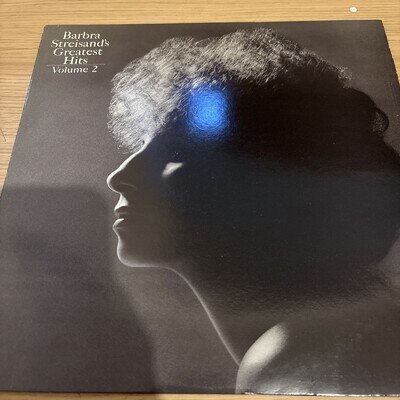 Barbra
Streisand's
Greatest
Hits
Volume 2